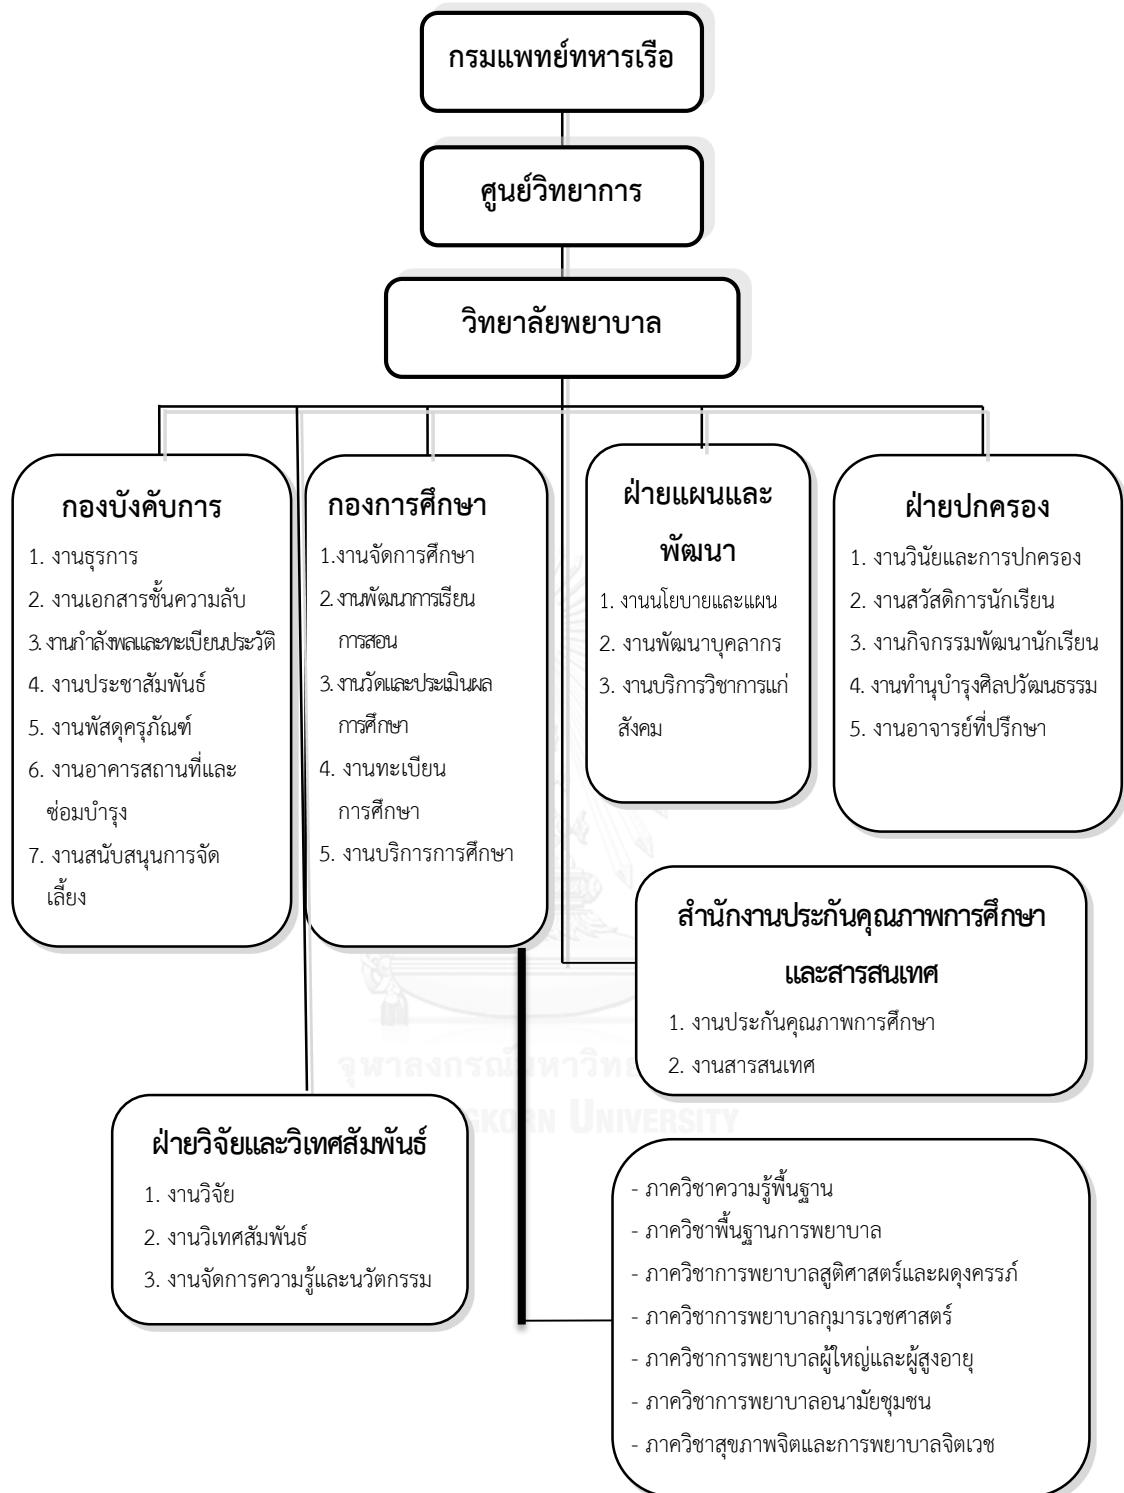 กรมแพทย์ทหารเรือ
ศูนย์วิทยาการ
วิทยาลัยพยาบาล
กองบังคับการ
1. งานธุรการ
2. งานเอกสารชั้นความลับ
3. งานกำลังพลและทะเบียนประวัติ
4. งานประชาสัมพันธ์
5. งานพัสดุครุภัณฑ์
6. งานอาคารสถานที่และ
ซ่อมบำรุง
7. งานสนับสนุนการจัด
เลี้ยง
กองการศึกษา
1.งานจัดการศึกษา
2. งานพัฒนาการเรียน
การสอน
3. งานวัดและประเมินผล
การศึกษา
4. งานทะเบียน
การศึกษา
5. งานบริการการศึกษา
ฝ่ายแผนและ
พัฒนา
1. งานนโยบายและแผน
2. งานพัฒนาบุคลากร
3. งานบริการวิชาการแก่
สังคม
ฝ่ายปกครอง
1. งานวินัยและการปกครอง
2. งานสวัสดิการนักเรียน
3. งานกิจกรรมพัฒนานักเรียน
4. งานทำนุบำรุงศิลปวัฒนธรรม
5. งานอาจารย์ที่ปรึกษา
สำนักงานประกันคุณภาพการศึกษา
และสารสนเทศ
1. งานประกันคุณภาพการศึกษา
2. งานสารสนเทศ
ฝ่ายวิจัยและวิเทศสัมพันธ์
1. งานวิจัย
2. งานวิเทศสัมพันธ์
3. งานจัดการความรู้และนวัตกรรม
- ภาควิชาความรู้พื้นฐาน
- ภาควิชาพื้นฐานการพยาบาล
- ภาควิชาการพยาบาลสูติศาสตร์และผดุงครรภ์
- ภาควิชาการพยาบาลกุมารเวชศาสตร์
- ภาควิชาการพยาบาลผู้ใหญ่และผู้สูงอายุ
- ภาควิชาการพยาบาลอนามัยชุมชน
- ภาควิชาสุขภาพจิตและการพยาบาลจิตเวช
UNIVERSITY